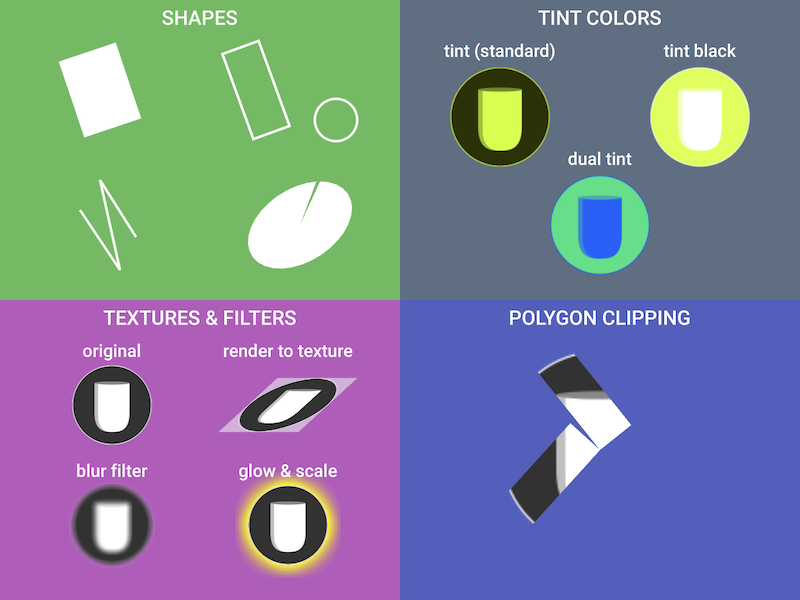 SHAPES
TINT COLORS
tint (standard)
tint black
dual tint
TEXTURES & FILTERS
original
render to texture
blur filter
glow & scale
POLYGON CLIPPING